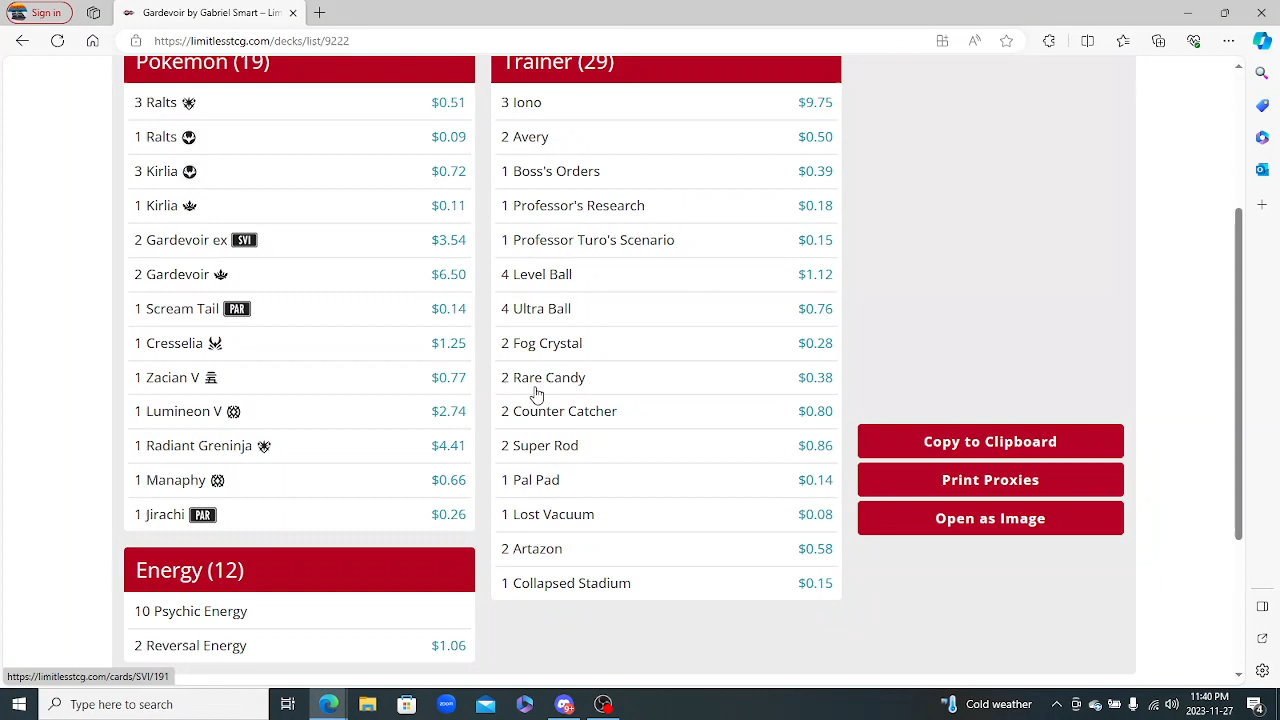 Sign in
Gardevoir by Gabriel Smart – Lim
https://limitlesstcg.com/decks/list/9222
Pokémon (19)
3 Ralts $0.51
1 Ralts $0.09
3 Kirlia $0.72
1 Kirlia $0.11
2 Gardevoir ex SVI $3.54
2 Gardevoir $6.50
1 Scream Tail PAR $0.14
1 Cresselia $1.25
1 Zacian V $0.77
1 Lumineon V $2.74
1 Radiant Greninja $4.41
1 Manaphy $0.66
1 Jirachi PAR $0.26
Energy (12)
10 Psychic Energy
2 Reversal Energy $1.06
Trainer (29)
3 Iono $9.75
2 Avery $0.50
1 Boss's Orders $0.39
1 Professor's Research $0.18
1 Professor Turo's Scenario $0.15
4 Level Ball $1.12
4 Ultra Ball $0.76
2 Fog Crystal $0.28
2 Rare Candy $0.38
2 Counter Catcher $0.80
2 Super Rod $0.86
1 Pal Pad $0.14
1 Lost Vacuum $0.08
2 Artazon $0.58
1 Collapsed Stadium $0.15
Copy to Clipboard
Print Proxies
Open as Image
https://limitlesstcg.com/cards/SVI/191
Type here to search
zoom
Cold weather
11:40 PM
2023-11-27